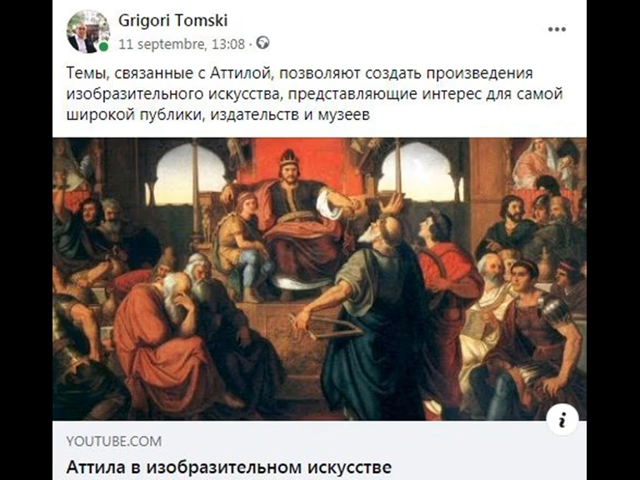 Grigori Tomski
11 septembre, 13:08 ·
Темы, связанные с Аттилой, позволяют создать произведения
изобразительного искусства, представляющие интерес для самой
широкой публики, издательств и музеев
YOUTUBE.COM
Аттила в изобразительном искусстве